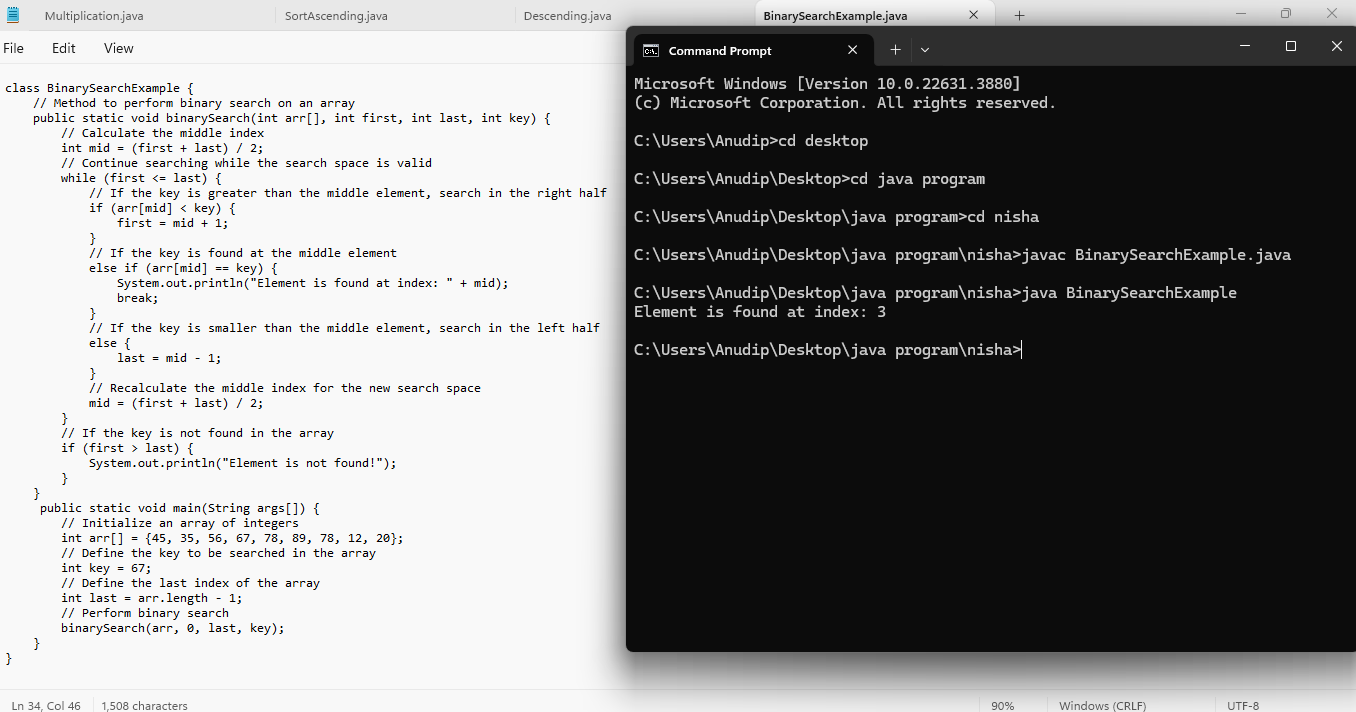 Multiplication.java
SortAscending.java
Descending.java
BinarySearchExample.java
File Edit View
class BinarySearchExample {
    // Method to perform binary search on an array
    public static void binarySearch(int arr[], int first, int last, int key) {
        // Calculate the middle index
        int mid = (first + last) / 2;
        // Continue searching while the search space is valid
        while (first <= last) {
            // If the key is greater than the middle element, search in the right half
            if (arr[mid] < key) {
                first = mid + 1;
            }
            // If the key is found at the middle element
            else if (arr[mid] == key) {
                System.out.println("Element is found at index: " + mid);
                break;
            }
            // If the key is smaller than the middle element, search in the left half
            else {
                last = mid - 1;
            }
            // Recalculate the middle index for the new search space
            mid = (first + last) / 2;
        }
        // If the key is not found in the array
        if (first > last) {
            System.out.println("Element is not found!");
        }
    }
     public static void main(String args[]) {
        // Initialize an array of integers
        int arr[] = {45, 35, 56, 67, 78, 89, 78, 12, 20};
        // Define the key to be searched in the array
        int key = 67;
        // Define the last index of the array
        int last = arr.length - 1;
        // Perform binary search
        binarySearch(arr, 0, last, key);
    }
}
Ln 34, Col 46
1,508 characters
90%
Windows (CRLF)
UTF-8
Command Prompt
Microsoft Windows [Version 10.0.22631.3880]
(c) Microsoft Corporation. All rights reserved.
C:\Users\Anudip>cd desktop
C:\Users\Anudip\Desktop>cd java program
C:\Users\Anudip\Desktop\java program>cd nisha
C:\Users\Anudip\Desktop\java program\nisha>javac BinarySearchExample.java
C:\Users\Anudip\Desktop\java program\nisha>java BinarySearchExample
Element is found at index: 3
C:\Users\Anudip\Desktop\java program\nisha>